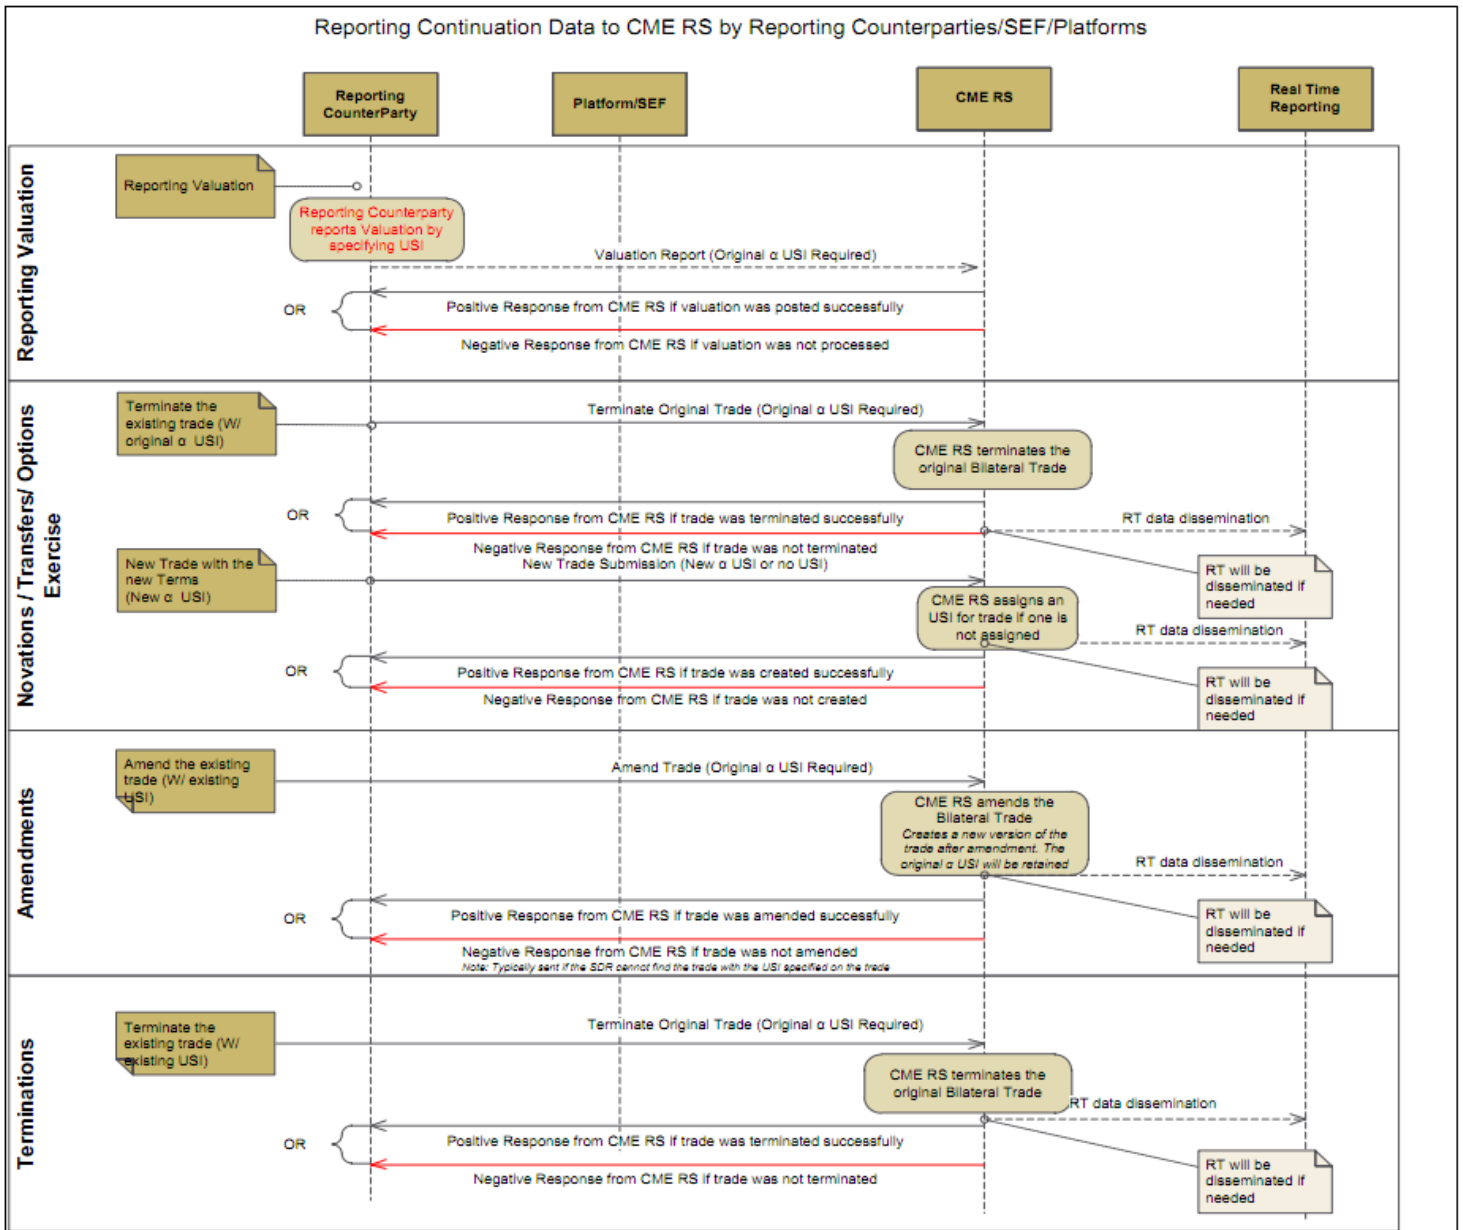 Reporting Continuation Data to CME RS by Reporting Counterparties/SEF/Platforms
Reporting
CounterParty
Platform/SEF
CME RS
Real Time
Reporting
Reporting Valuation
Reporting Valuation
Reporting Counterparty
reports Valuation by
specifying USI
Valuation Report (Original α USI Required)
OR
Positive Response from CME RS if valuation was posted successfully
Negative Response from CME RS if valuation was not processed
Novations / Transfers/ Options
Exercise
Terminate the
existing trade (W/
original α USI)
Terminate Original Trade (Original α USI Required)
CME RS terminates the
original Bilateral Trade
OR
Positive Response from CME RS if trade was terminated successfully
RT data dissemination
Negative Response from CME RS if trade was not terminated
New Trade Submission (New α USI or no USI)
RT will be
disseminated if
needed
New Trade with the
new Terms
(New α USI)
CME RS assigns an
USI for trade if one is
not assigned
RT data dissemination
OR
Positive Response from CME RS if trade was created successfully
Negative Response from CME RS if trade was not created
RT will be
disseminated if
needed
Amendments
Amend the existing
trade (W/ existing
USI)
Amend Trade (Original α USI Required)
CME RS amends the
Bilateral Trade
Creates a new version of the
trade after amendment. The
original α USI will be retained
RT data dissemination
OR
Positive Response from CME RS if trade was amended successfully
Negative Response from CME RS if trade was not amended
Note: Typically sent if the SDR cannot find the trade with the USI specified on the trade
RT will be
disseminated if
needed
Terminations
Terminate the
existing trade (W/
existing USI)
Terminate Original Trade (Original α USI Required)
CME RS terminates the
original Bilateral Trade
RT data dissemination
OR
Positive Response from CME RS if trade was terminated successfully
Negative Response from CME RS if trade was not terminated
RT will be
disseminated if
needed